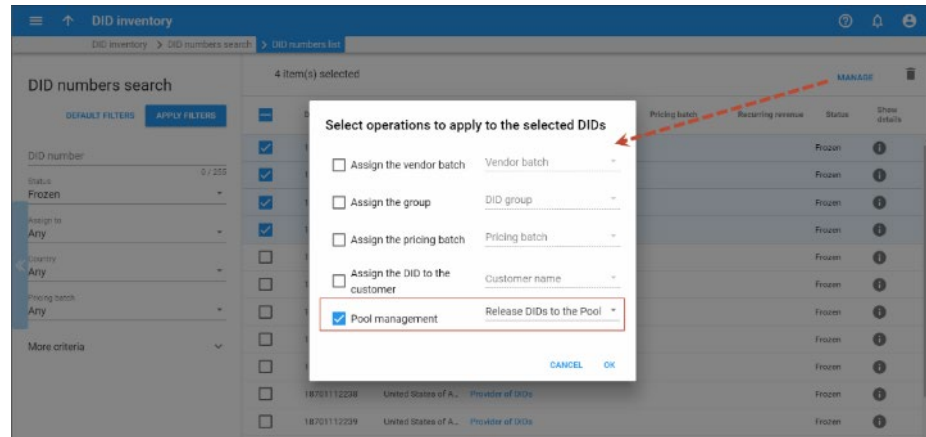 DID inventory
DID inventory > DID numbers search > DID numbers list
DID numbers search
4 item(s) selected
MANAGE
DEFAULT FILTERS
APPLY FILTERS
Pricing batch
Recurring revenue
Status
Show details
DID number
0 / 255
Status
Frozen
Assign to
Any
Country
Any
Pricing batch
Any
More criteria
Select operations to apply to the selected DIDs
Assign the vendor batch
Vendor batch
Assign the group
DID group
Assign the pricing batch
Pricing batch
Assign the DID to the
customer
Customer name
Pool management
Release DIDs to the Pool
CANCEL
OK
Frozen
Frozen
Frozen
Frozen
Frozen
Frozen
Frozen
Frozen
Frozen
18701112238 United States of A... Provider of DIDs Frozen
18701112239 United States of A... Provider of DIDs Frozen